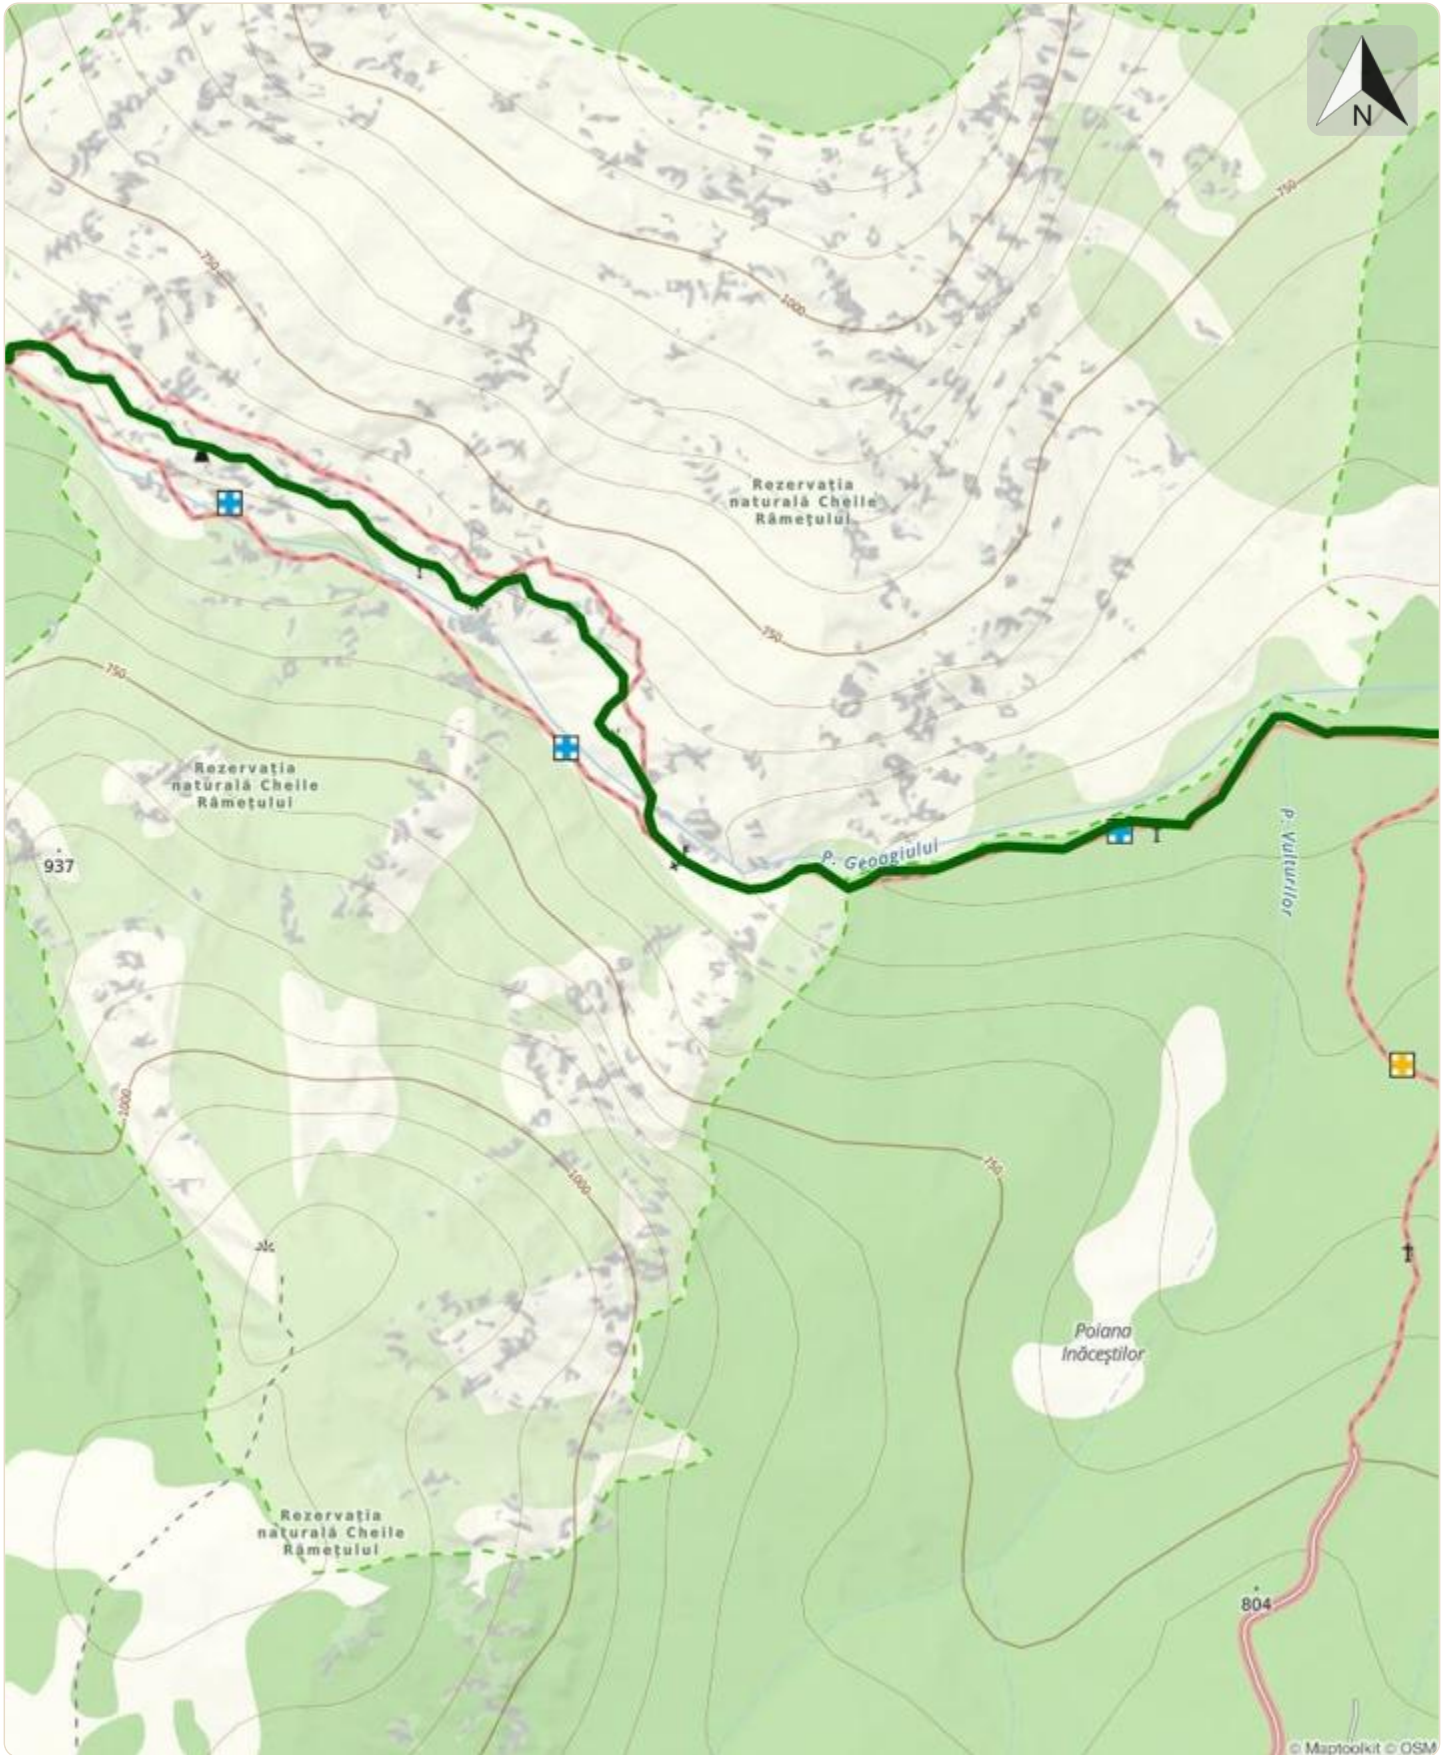 N
750
750
1000
Rezervația
naturală Cheile
Râmețului
750
750
Rezervația
naturală Cheile
Râmețului
P. Geoagiului
P. Vulturilor
937
1000
750
1000
Poiana
Inăceștilor
Rezervația
naturală Cheile
Râmețului
804
© Maptoolkit © OSM